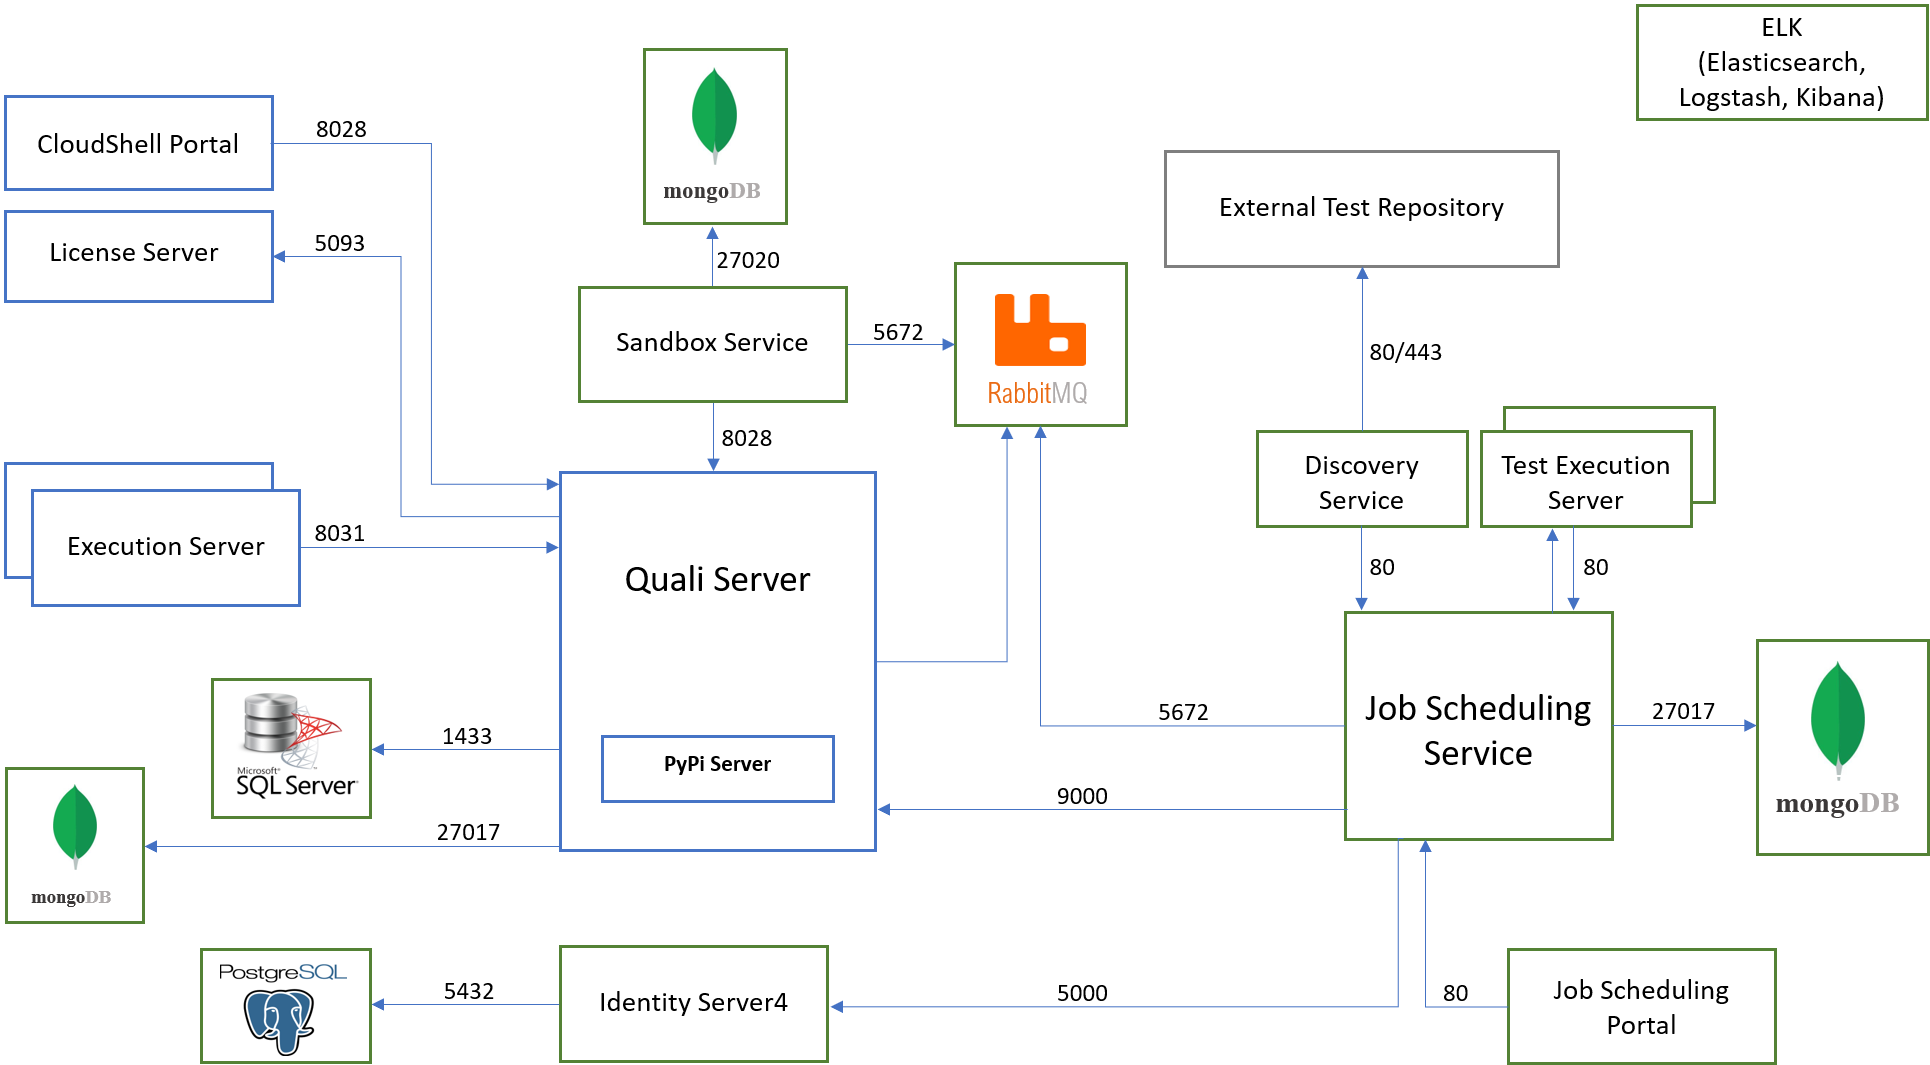 ELK
(Elasticsearch,
Logstash, Kibana)
CloudShell Portal
8028
mongoDB
External Test Repository
License Server
5093
27020
Sandbox Service
5672
RabbitMQ
80/443
8028
Discovery
Service
Test Execution
Server
Execution Server
8031
80
80
Quali Server
Microsoft®
SQL Server®
1433
PyPi Server
5672
Job Scheduling
Service
27017
mongoDB
9000
27017
mongoDB
PostgreSQL
5432
Identity Server4
5000
80
Job Scheduling
Portal